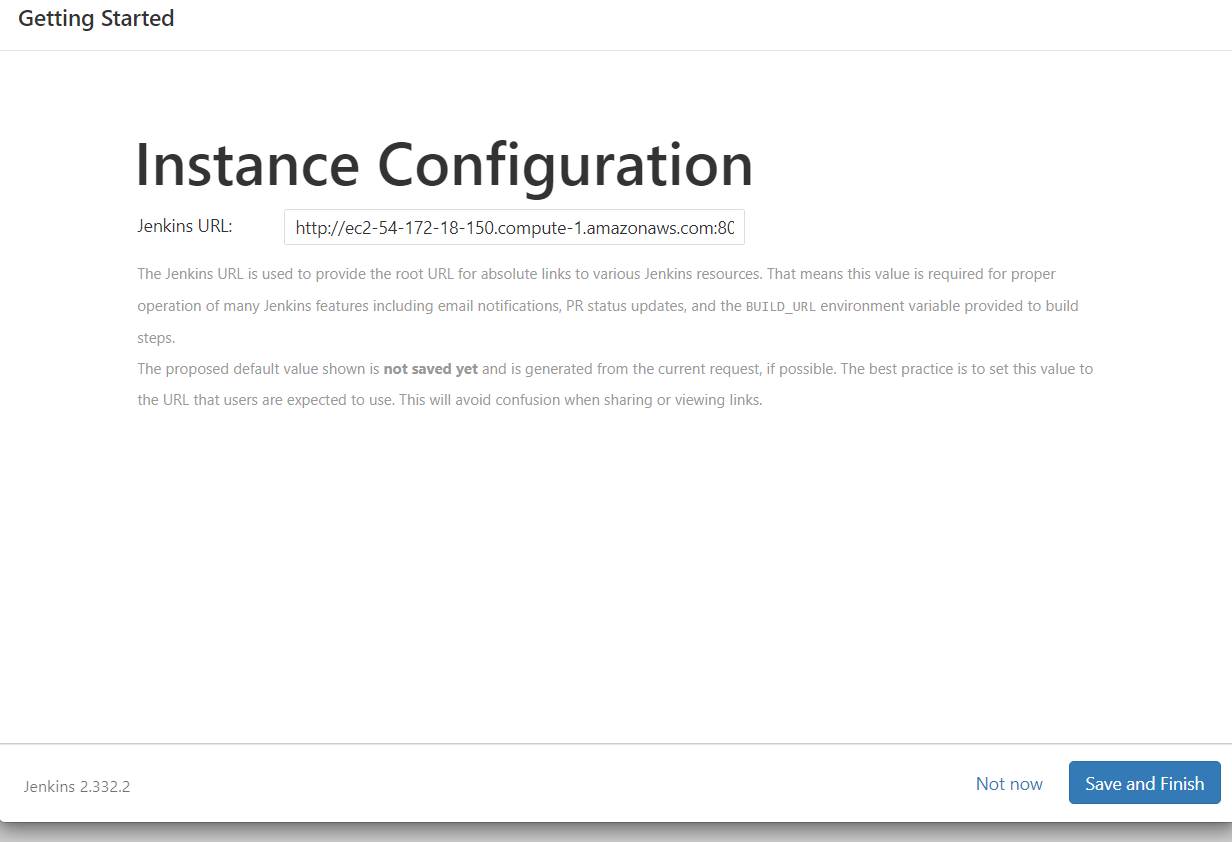 Getting Started
Instance Configuration
Jenkins URL: http://ec2-54-172-18-150.compute-1.amazonaws.com:80
The Jenkins URL is used to provide the root URL for absolute links to various Jenkins resources. That means this value is required for proper
operation of many Jenkins features including email notifications, PR status updates, and the BUILD_URL environment variable provided to build
steps.
The proposed default value shown is not saved yet and is generated from the current request, if possible. The best practice is to set this value to
the URL that users are expected to use. This will avoid confusion when sharing or viewing links.
Jenkins 2.332.2
Not now
Save and Finish